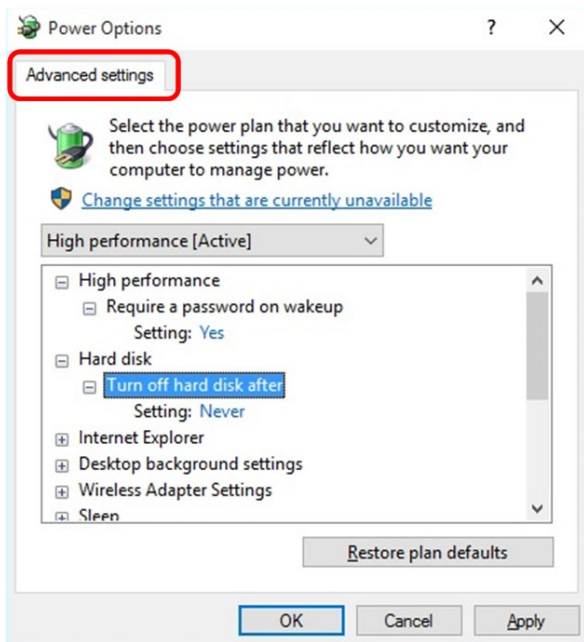 Power Options
?
Advanced settings
Select the power plan that you want to customize, and
then choose settings that reflect how you want your
computer to manage power.
Change settings that are currently unavailable
High performance [Active]
High performance
Require a password on wakeup
Setting: Yes
Hard disk
Turn off hard disk after
Setting: Never
Internet Explorer
Desktop background settings
Wireless Adapter Settings
Sleep
Restore plan defaults
OK Cancel Apply